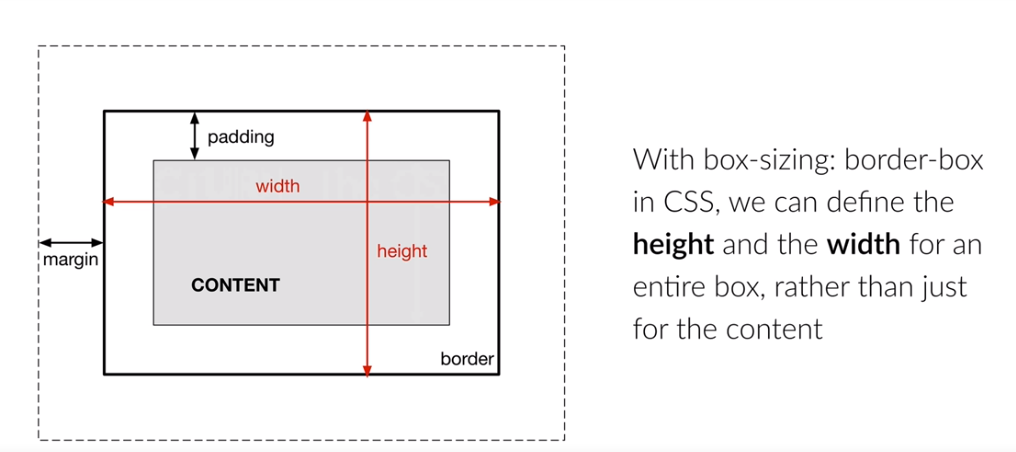 padding
width
height
margin
CONTENT
border
With box-sizing: border-box
in CSS, we can define the
height and the width for an
entire box, rather than just
for the content